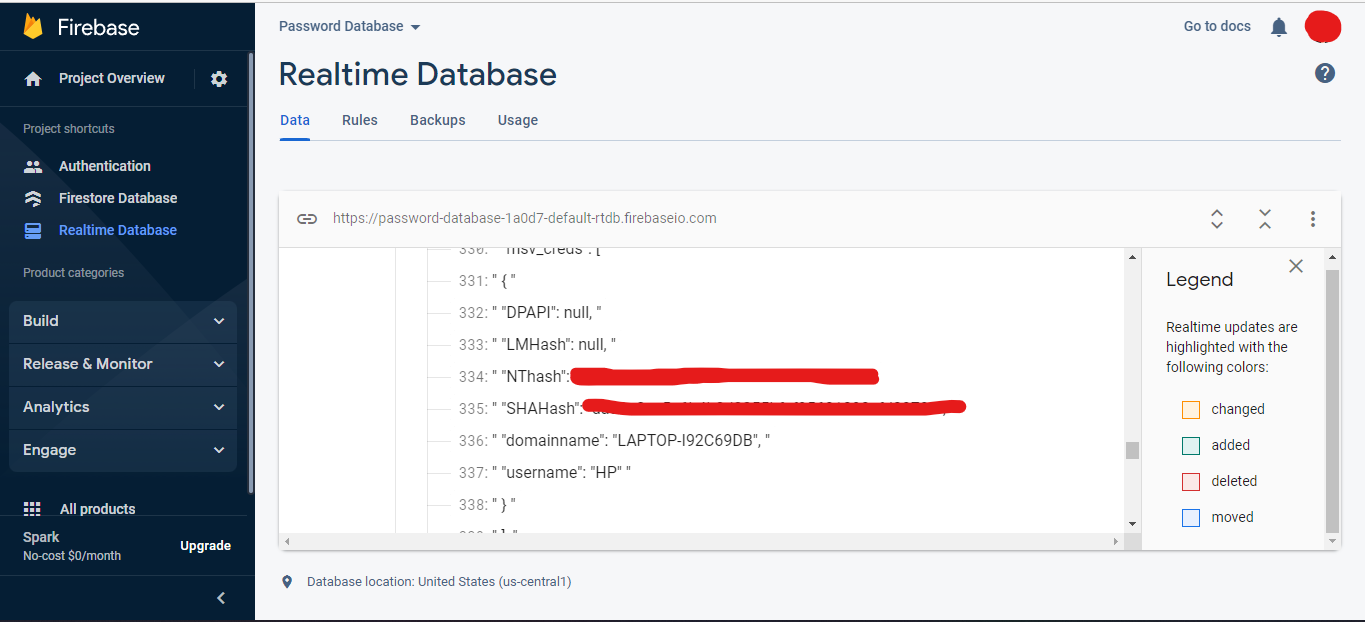 Firebase
Project Overview
Project shortcuts
Authentication
Firestore Database
Realtime Database
Product categories
Build
Release & Monitor
Analytics
Engage
All products
Spark
No-cost $0/month
Upgrade
Password Database
Go to docs
Realtime Database
Data Rules Backups Usage
https://password-database-1a0d7-default-rtdb.firebaseio.com
330: " "msv_creds": [
331: " { "
332: " "DPAPI": null, "
333: " "LMHash": null, "
334: " "NThash":
335: " "SHAHash":
336: " "domainname": "LAPTOP-I92C69DB", "
337: " "username": "HP" "
338: " } "
Legend
Realtime updates are
highlighted with the
following colors:
changed
added
deleted
moved
Database location: United States (us-central1)